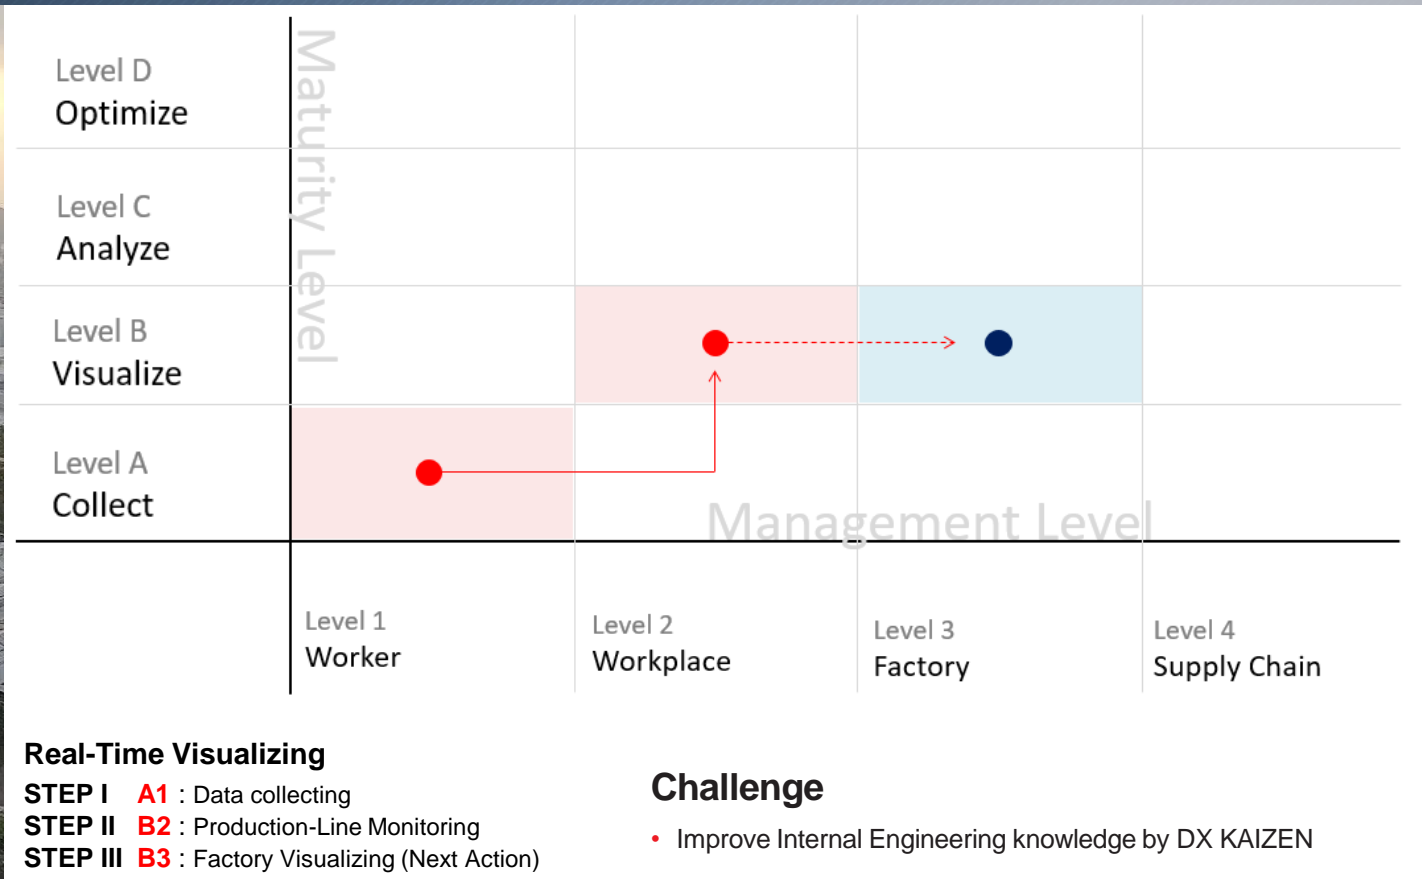 Maturity Level
Level D
Optimize
Level C
Analyze
Level B
Visualize
Level A
Collect
Management Level
Level 1
Worker
Level 2
Workplace
Level 3
Factory
Level 4
Supply Chain
Real-Time Visualizing
STEP I A1 : Data collecting
STEP II B2 : Production-Line Monitoring
STEP III B3 : Factory Visualizing (Next Action)
Challenge
• Improve Internal Engineering knowledge by DX KAIZEN